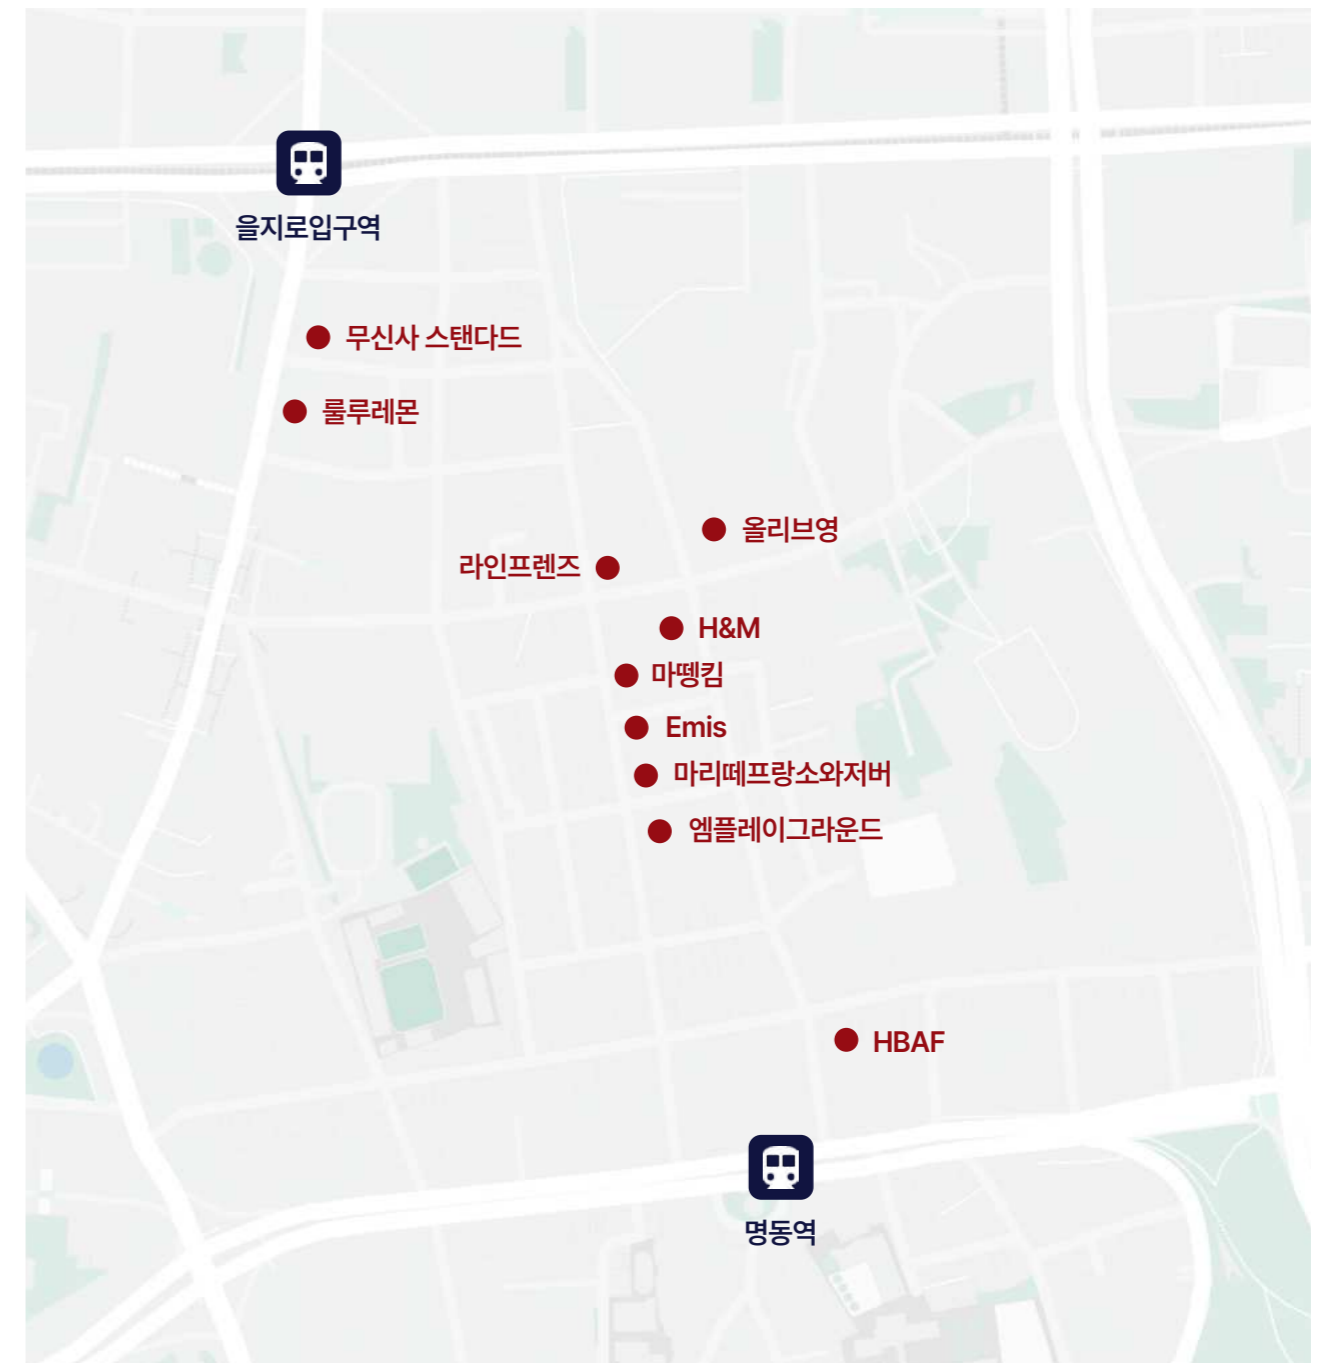 을지로입구역
무신사 스탠다드
룰루레몬
올리브영
라인프렌즈
H&M
마뗑킴
Emis
마리떼프랑소와저버
엠플레이그라운드
HBAF
명동역